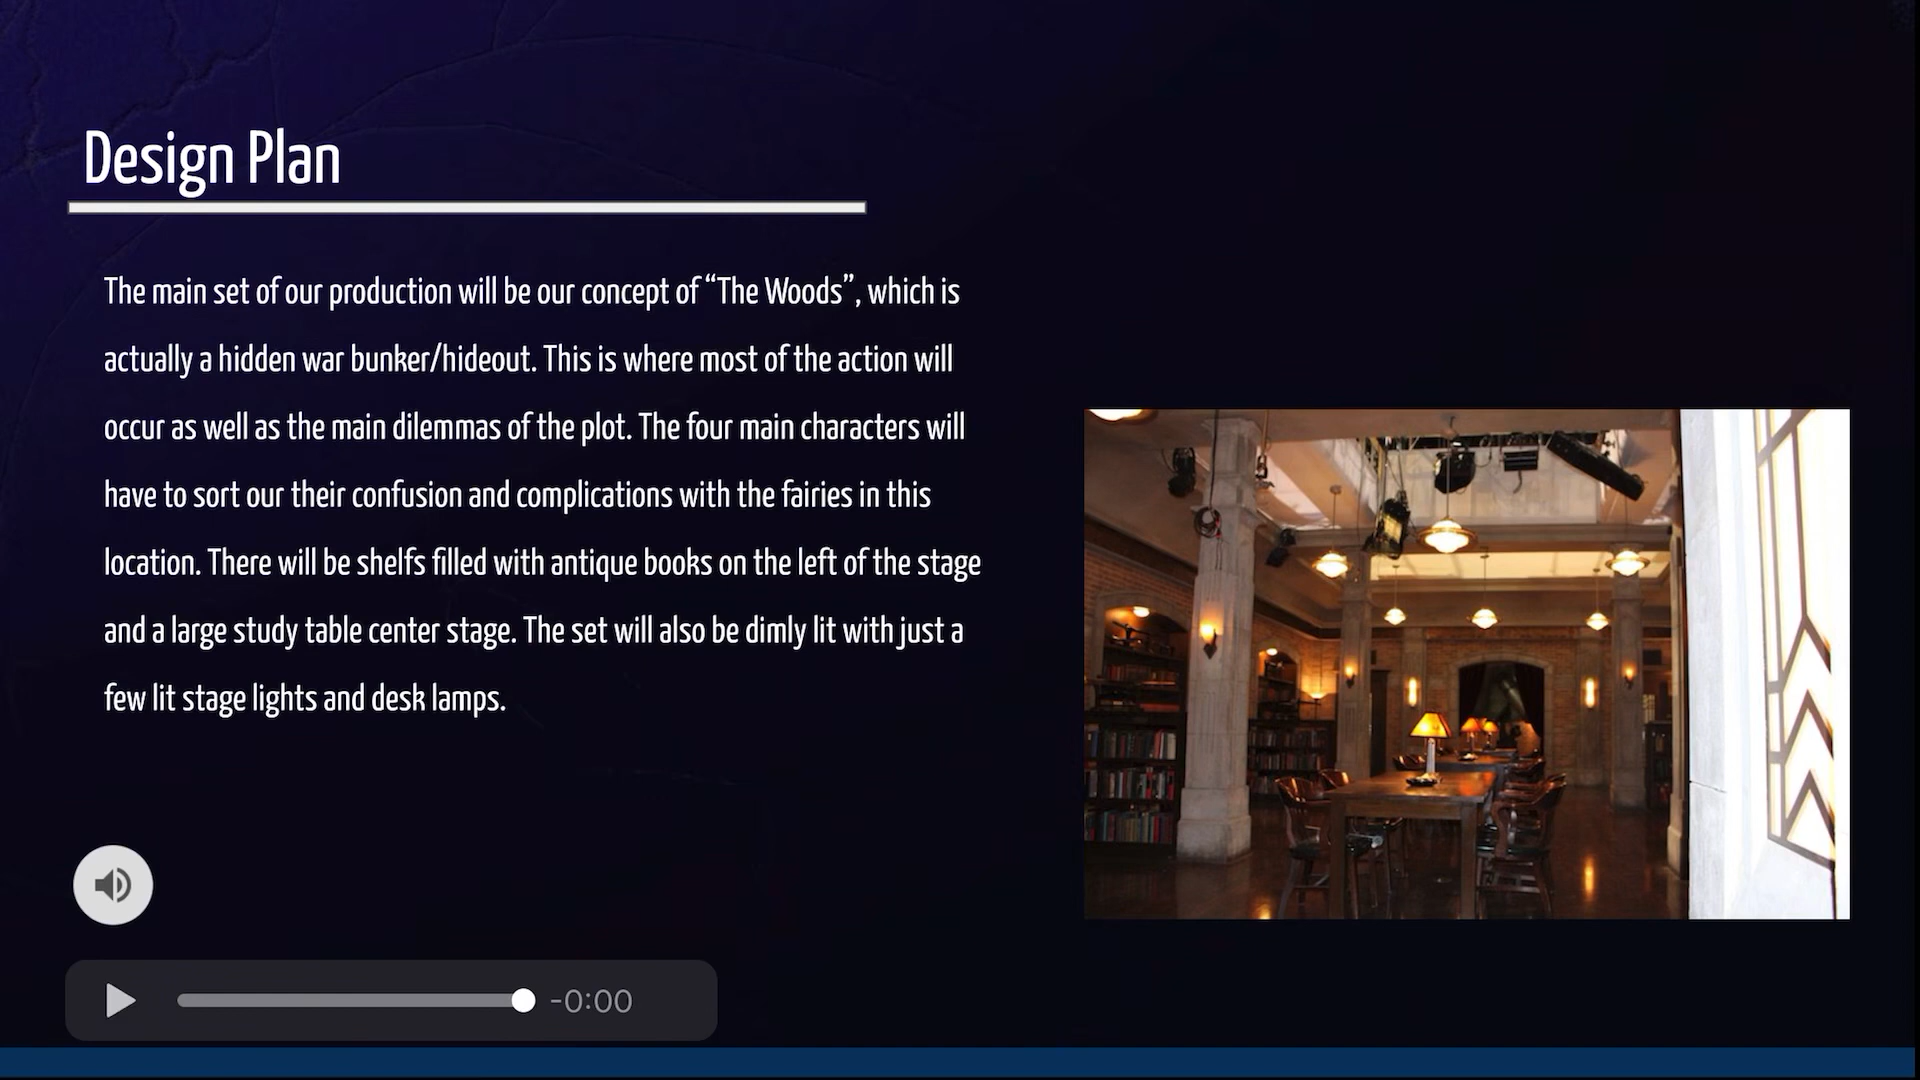 Design Plan
The main set of our production will be our concept of “The Woods”, which is
actually a hidden war bunker/hideout. This is where most of the action will
occur as well as the main dilemmas of the plot. The four main characters will
have to sort our their confusion and complications with the fairies in this
location. There will be shelfs filled with antique books on the left of the stage
and a large study table center stage. The set will also be dimly lit with just a
few lit stage lights and desk lamps.
-0:00